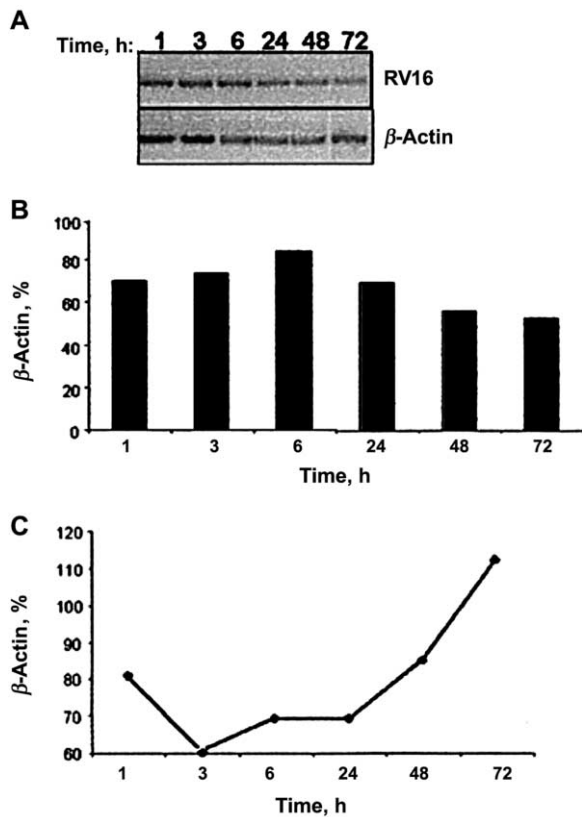 A
Time, h: 1 3 6 24 48 72
RV16
β-Actin
B
β-Actin, %
100
80
60
40
20
0
1 3 6 24 48 72
Time, h
C
β-Actin, %
120
110
100
90
80
70
60
1 3 6 24 48 72
Time, h